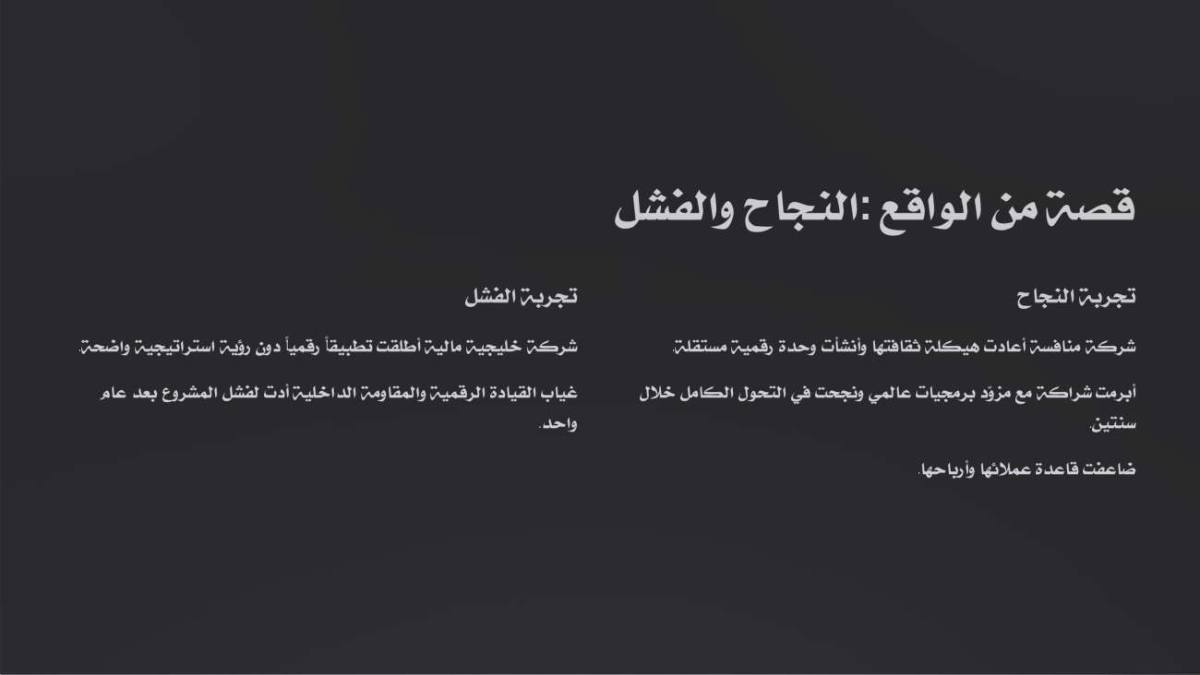 قصة من الواقع :النجاح والفشل
تجربة النجاح
شركة منافسة أعادت هيكلة ثقافتها وأنشأت وحدة رقمية مستقلة.
أبرمت شراكة مع مزوّد برمجيات عالمي ونجحت في التحول الكامل خلال
سنتين.
ضاعفت قاعدة عملائها وأرباحها.
تجربة الفشل
شركة خليجية مالية أطلقت تطبيقاً رقمياً دون رؤية استراتيجية واضحة.
غياب القيادة الرقمية والمقاومة الداخلية أدت لفشل المشروع بعد عام
واحد.